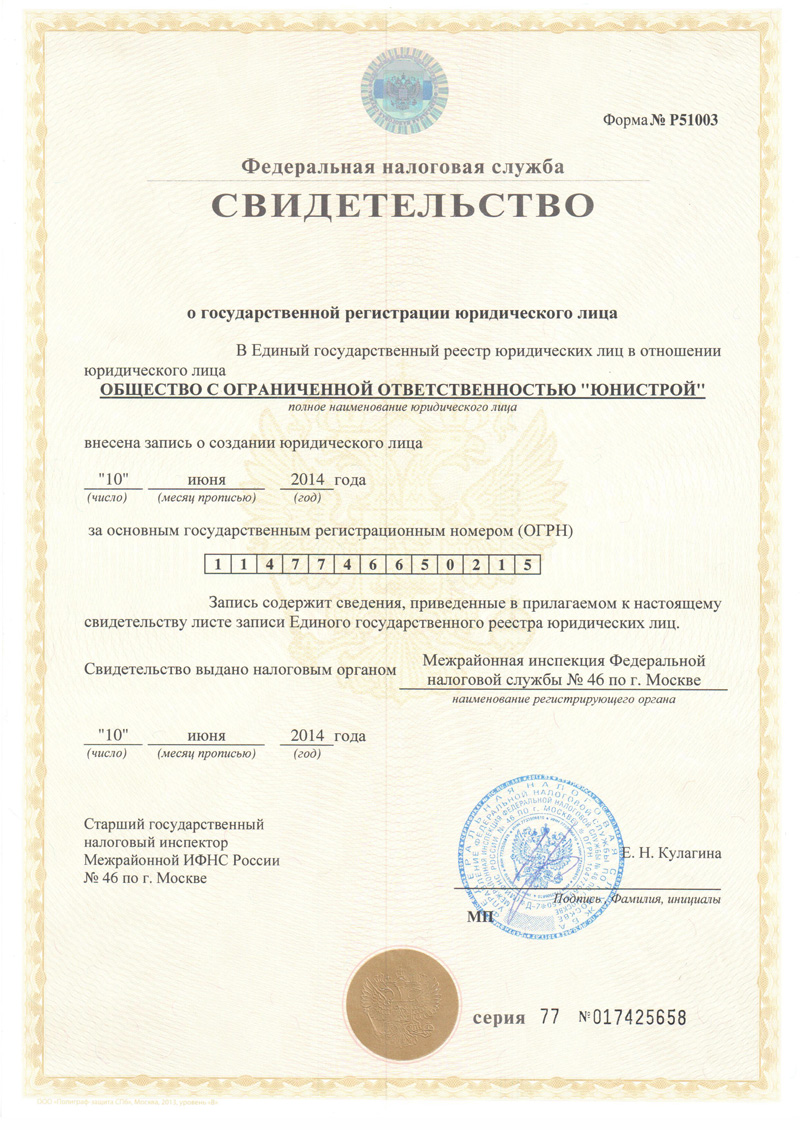 Форма № Р51003
Федеральная налоговая служба
СВИДЕТЕЛЬСТВО
о государственной регистрации юридического лица
В Единый государственный реестр юридических лиц в отношении
юридического лица
ОБЩЕСТВО С ОГРАНИЧЕННОЙ ОТВЕТСТВЕННОСТЬЮ "ЮНИСТРОЙ"
полное наименование юридического лица
внесена запись о создании юридического лица
"10" июня 2014 года
(число) (месяц прописью) (год)
за основным государственным регистрационным номером (ОГРН)
1 1 4 7 7 4 6 6 5 0 2 1 5
Запись содержит сведения, приведенные в прилагаемом к настоящему
свидетельству листе записи Единого государственного реестра юридических лиц.
Свидетельство выдано налоговым органом
Межрайонная инспекция Федеральной
налоговой службы № 46 по г. Москве
наименование регистрирующего органа
"10" июня 2014 года
(число) (месяц прописью) (год)
Старший государственный
налоговый инспектор
Межрайонной ИФНС России
№ 46 по г. Москве
Е. Н. Кулагина
Подпись, Фамилия, инициалы
МП
серия 77 №017425658